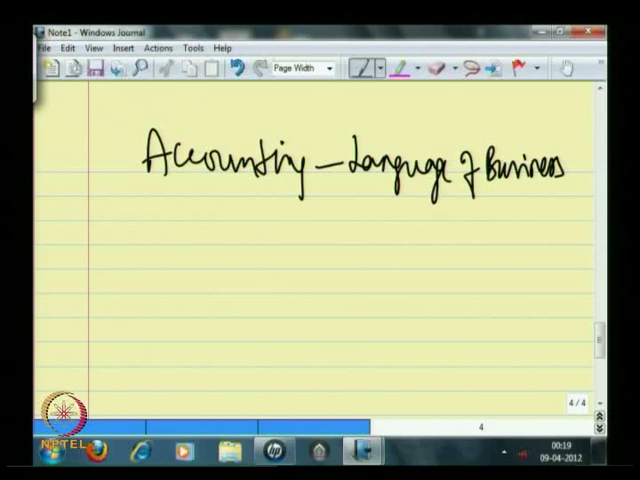 Note1 - Windows Journal
File Edit View Insert Actions Tools Help
Page Width
Accounting - Language of Business
4 / 4
4
NPTEL
hp
00:19
09-04-2012